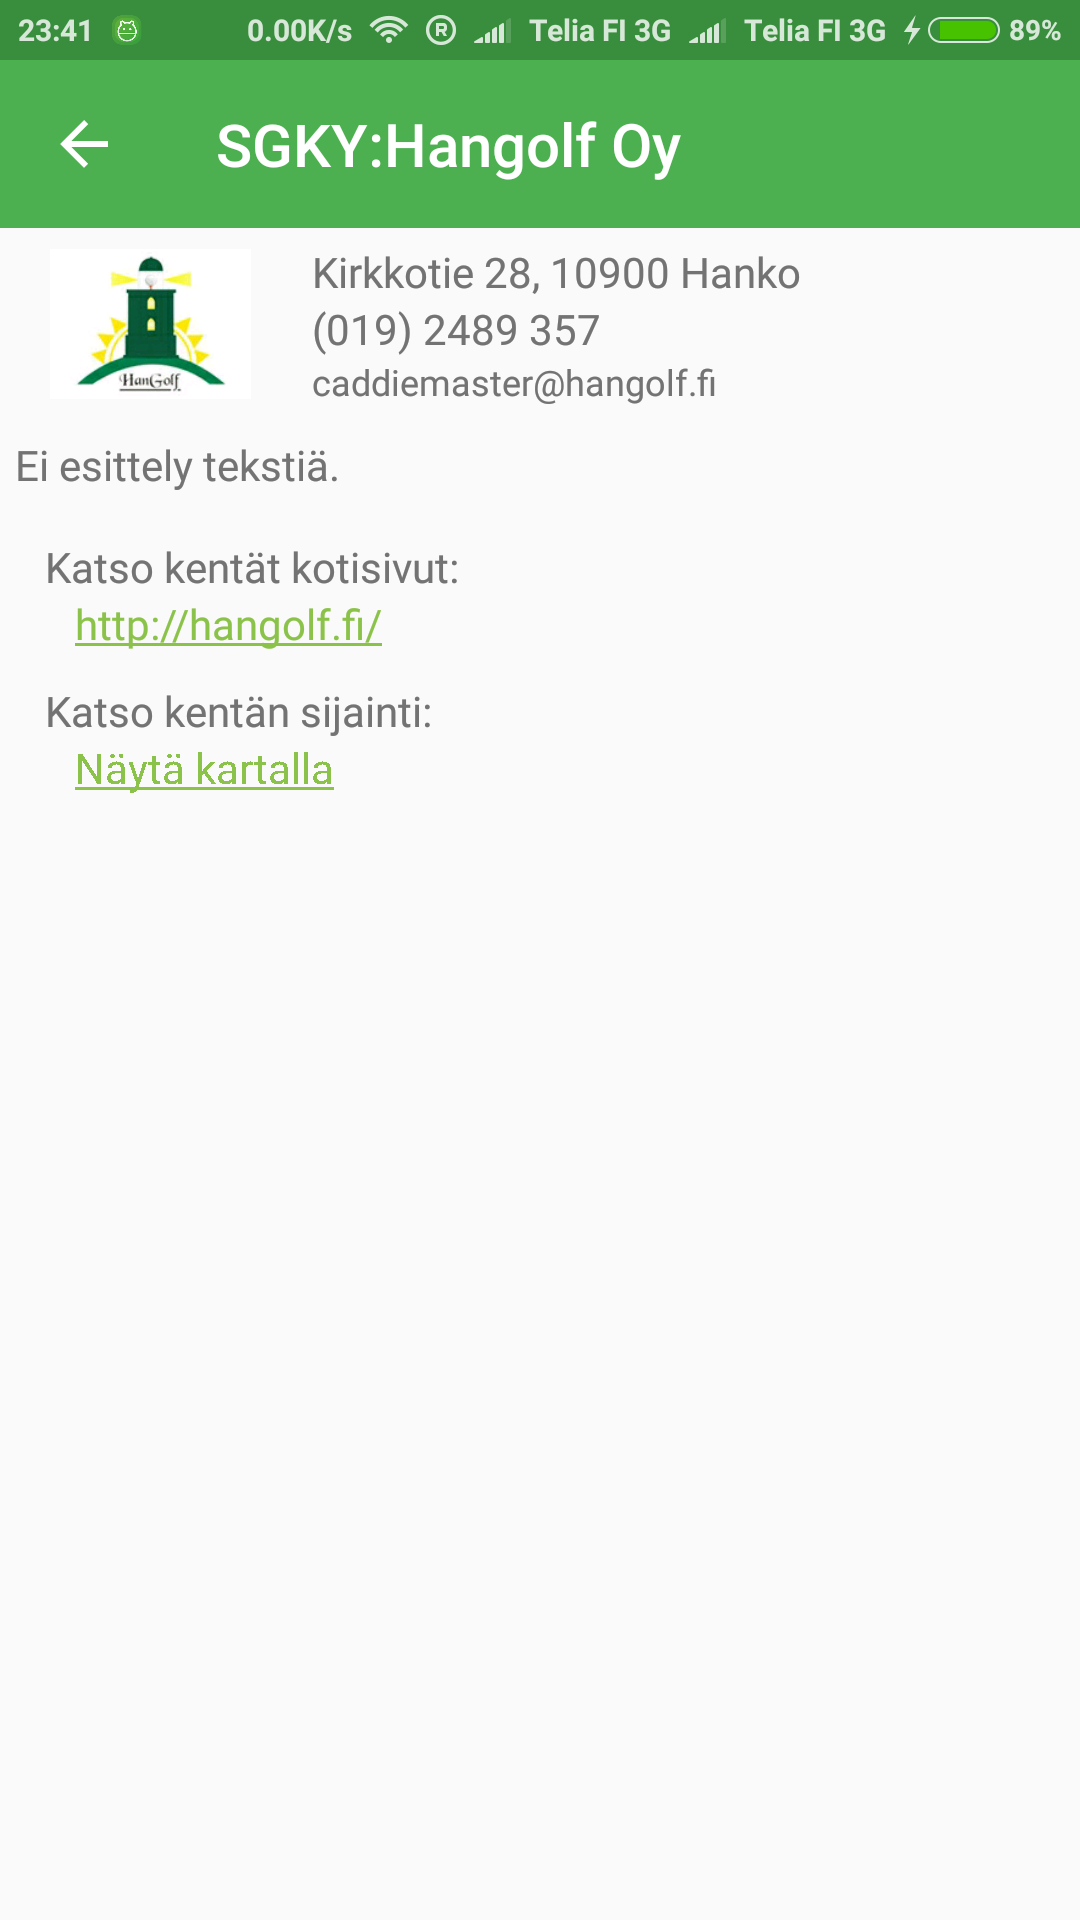 23:41 0.00K/s R Telia FI 3G Telia FI 3G 89%
SGKY:Hangolf Oy
HanGolf
Kirkkotie 28, 10900 Hanko
(019) 2489 357
caddiemaster@hangolf.fi
Ei esittely tekstiä.
Katso kentät kotisivut:
http://hangolf.fi/
Katso kentän sijainti:
Näytä kartalla